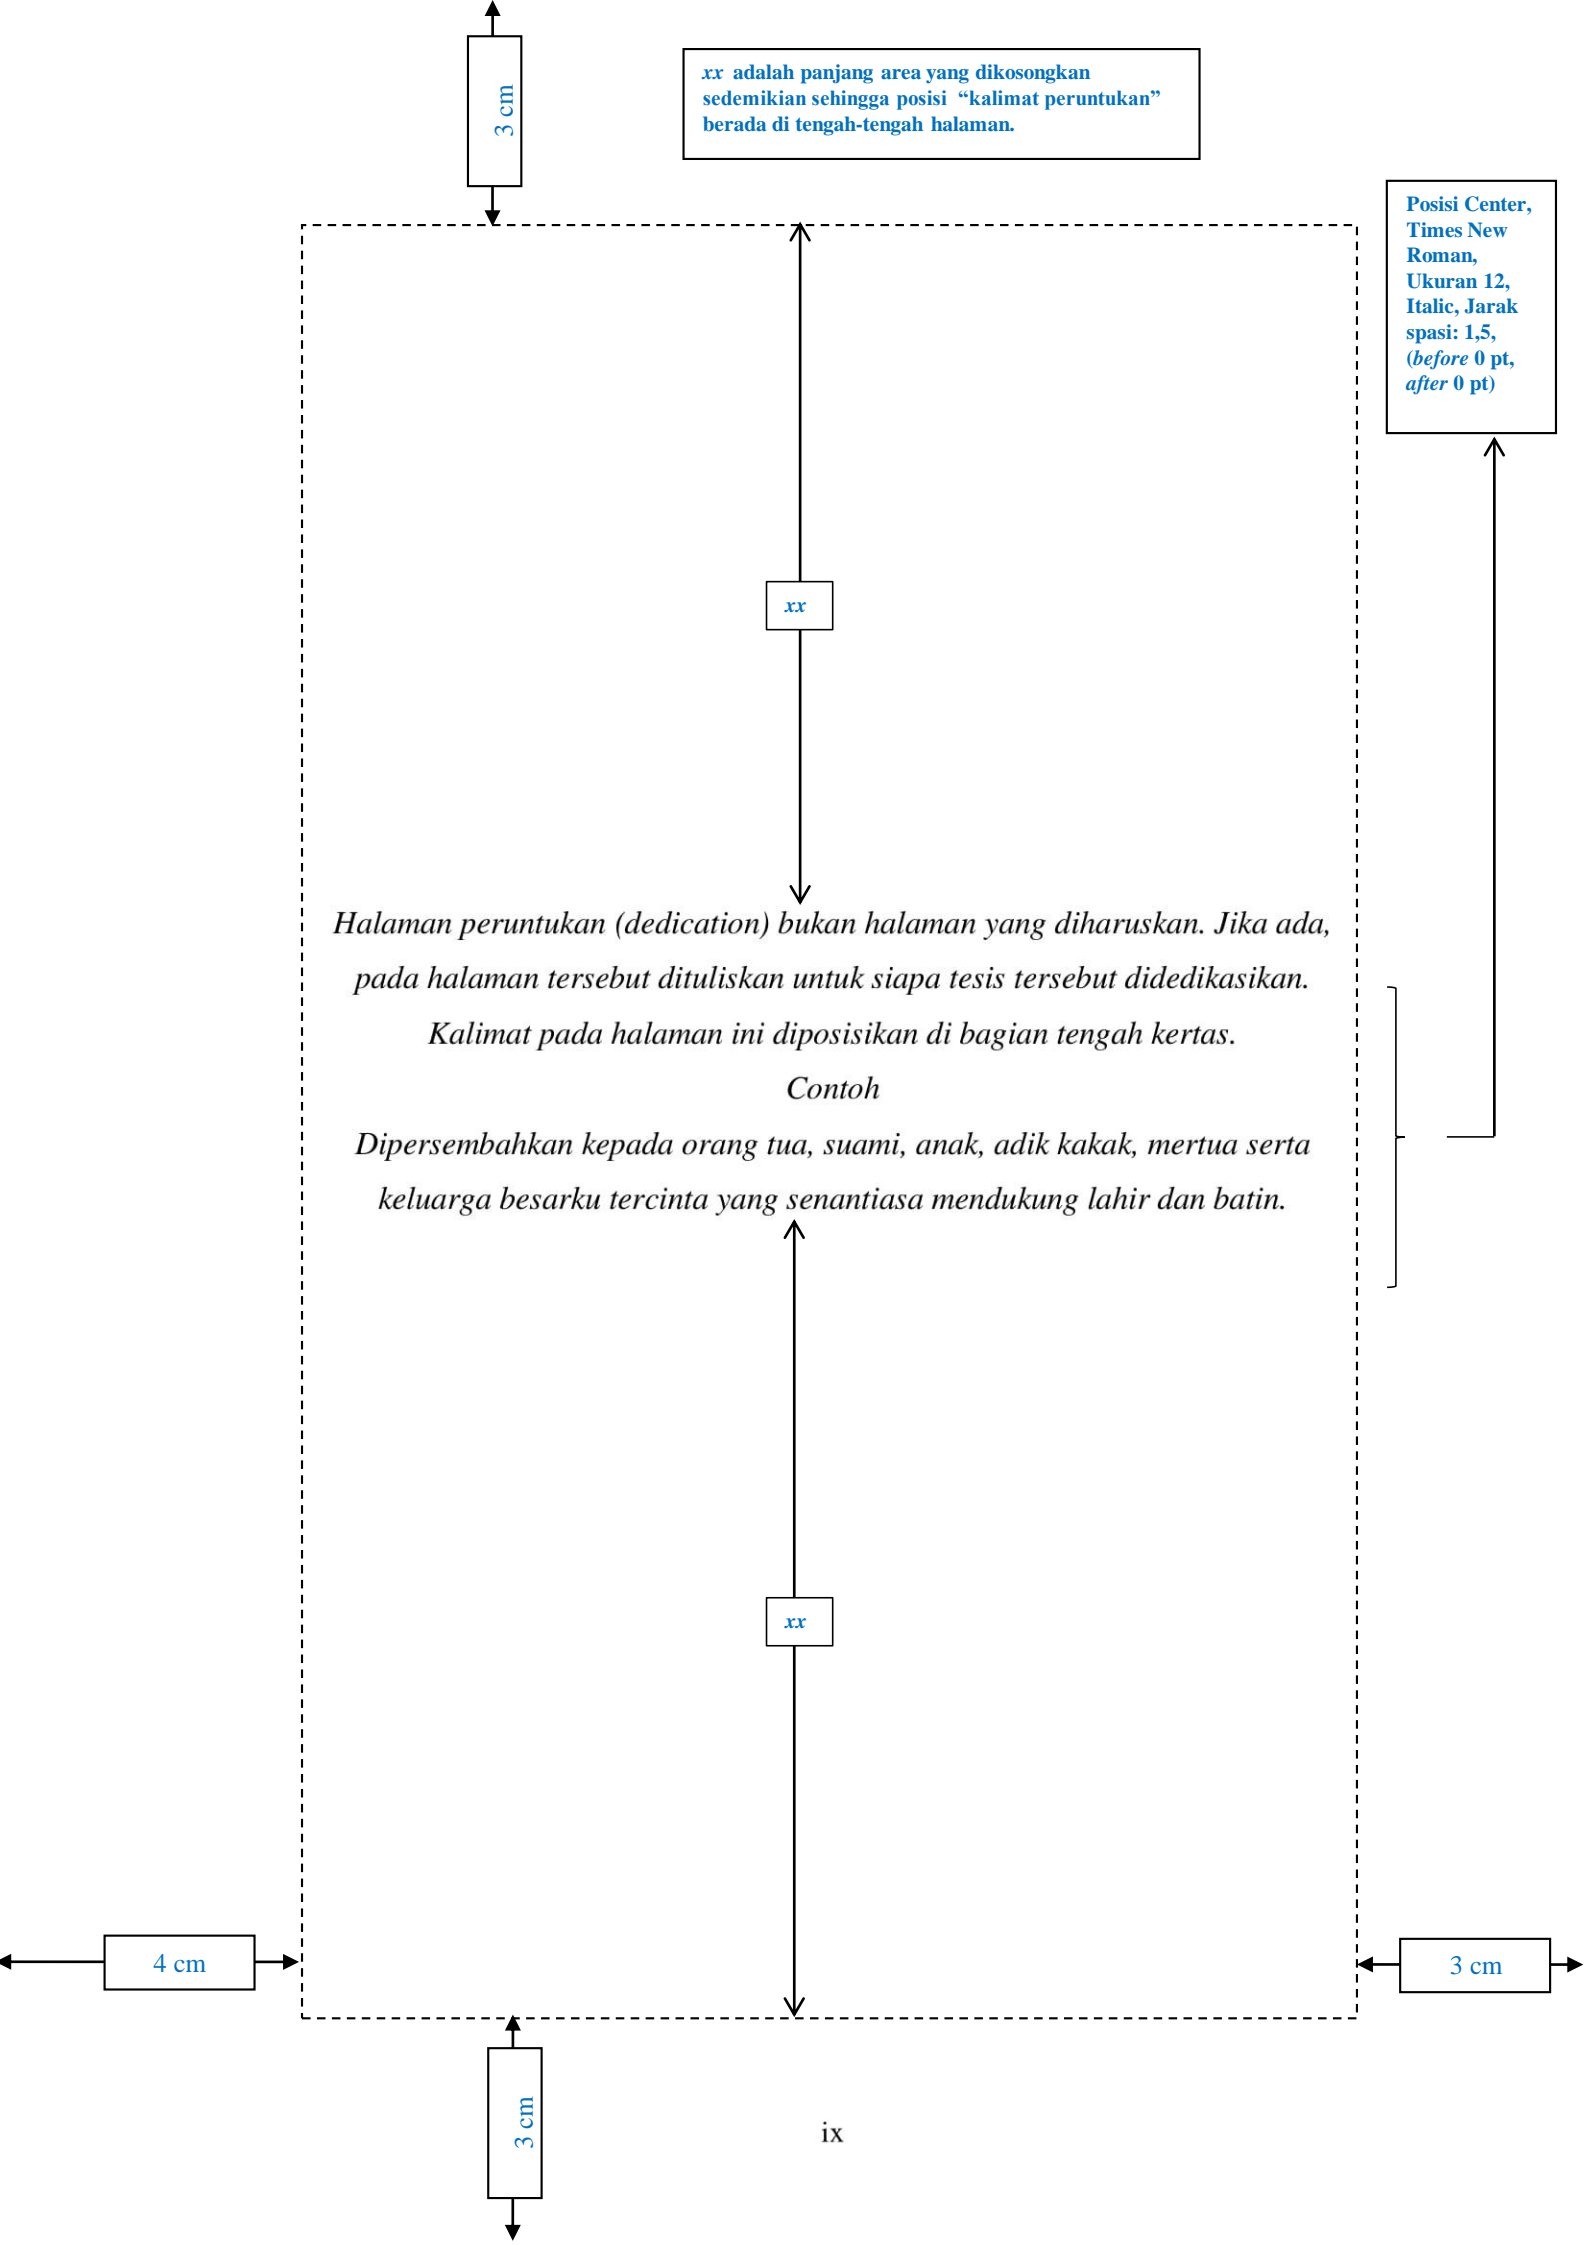 3 cm
xx adalah panjang area yang dikosongkan
sedemikian sehingga posisi “kalimat peruntukan”
berada di tengah-tengah halaman.
Posisi Center,
Times New
Roman,
Ukuran 12,
Italic, Jarak
spasi: 1,5,
(before 0 pt,
after 0 pt)
xx
Halaman peruntukan (dedication) bukan halaman yang diharuskan. Jika ada,
pada halaman tersebut dituliskan untuk siapa tesis tersebut didedikasikan.
Kalimat pada halaman ini diposisikan di bagian tengah kertas.
Contoh
Dipersembahkan kepada orang tua, suami, anak, adik kakak, mertua serta
keluarga besarku tercinta yang senantiasa mendukung lahir dan batin.
xx
4 cm
3 cm
3 cm
ix